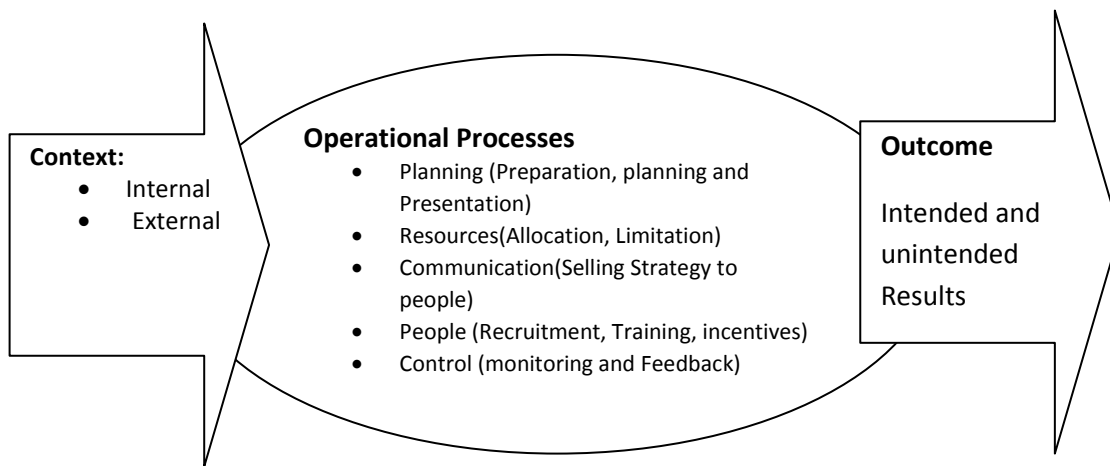 Context:
• Internal
• External
Operational Processes
• Planning (Preparation, planning and
Presentation)
• Resources(Allocation, Limitation)
• Communication(Selling Strategy to
people)
• People (Recruitment, Training, incentives)
• Control (monitoring and Feedback)
Outcome
Intended and
unintended
Results